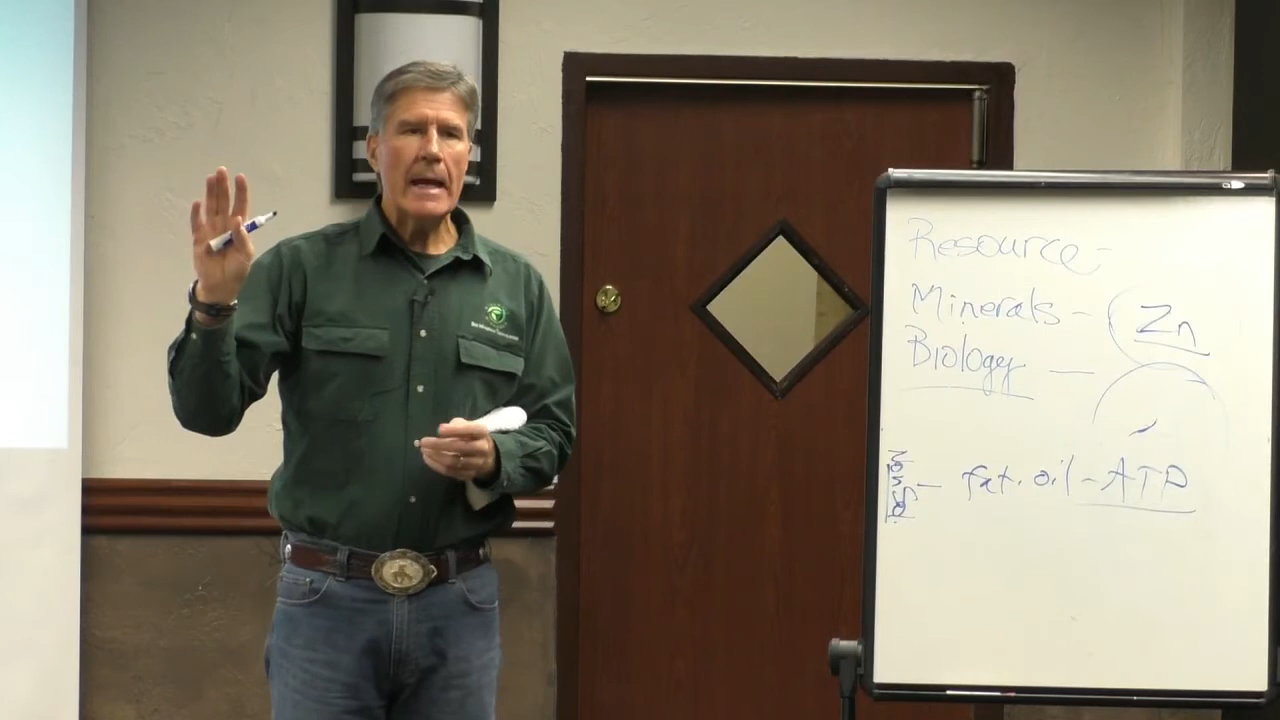 Resource -
Minerals - Zn
Biology —
— fat. oil - ATP